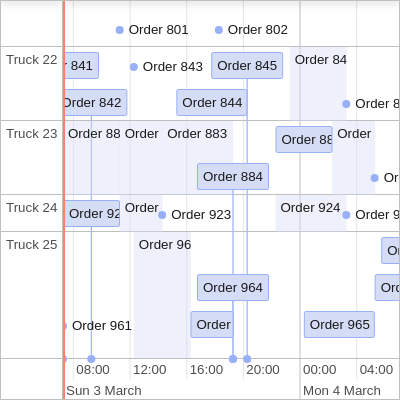 Order 801
Order 802
Truck 22
841
Order 843
Order 845
Order 84
Order 842
Order 844
Order 8
Truck 23
Order 88
Order
Order 883
Order 88
Order
Order 884
Or
Truck 24
Order 92
Order
Order 923
Order 924
Order 9
Truck 25
Order 96
Or
Order 964
Ord
Order 961
Order
Order 965
08:00
12:00
16:00
20:00
00:00
04:00
Sun 3 March
Mon 4 March